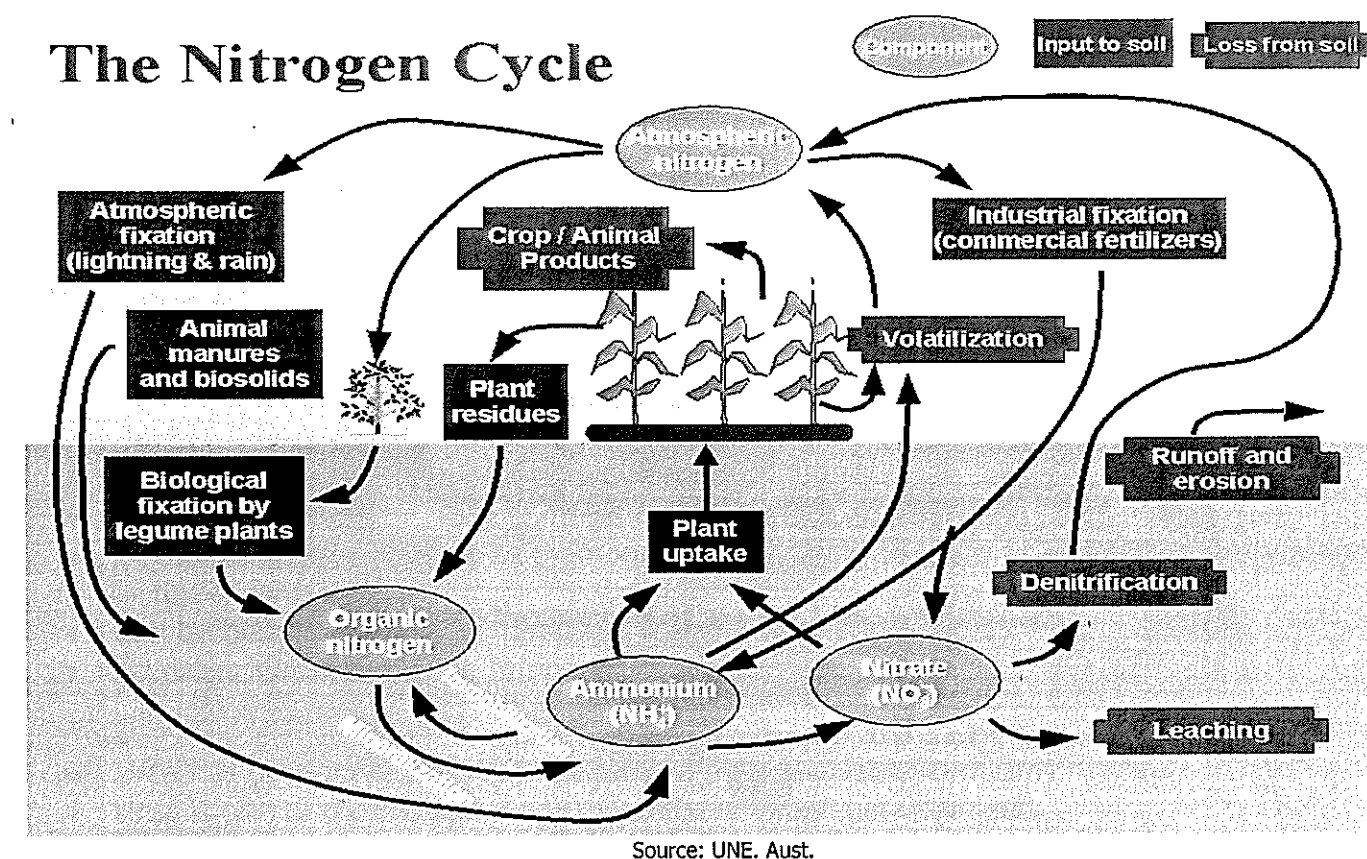 The Nitrogen Cycle
Component
Input to soil
Loss from soil
Atmospheric
nitrogen
Atmospheric
fixation
(lightning & rain)
Crop / Animal
Products
Industrial fixation
(commercial fertilizers)
Animal
manures
and biosolids
Volatilization
Plant
residues
Biological
fixation by
legume plants
Runoff and
erosion
Plant
uptake
Denitrification
Organic
nitrogen
Ammonium
Nitrate
Leaching
Source: UNE. Aust.